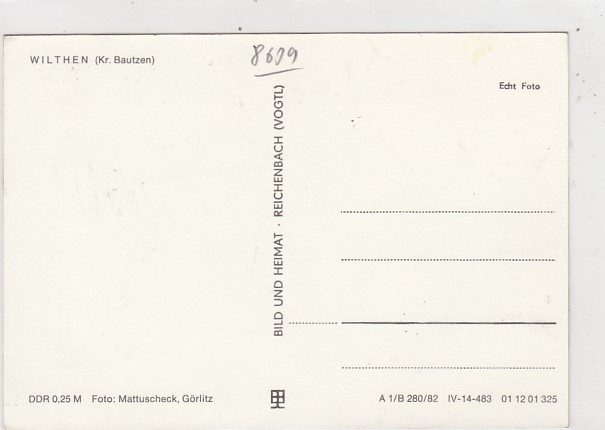 WILTHEN (Kr. Bautzen)
8609
Echt Foto
BILD UND HEIMAT · REICHENBACH (VOGTL)
DDR 0,25 M Foto: Mattuscheck, Görlitz
A 1/B 280/82 IV-14-483 01 12 01 325